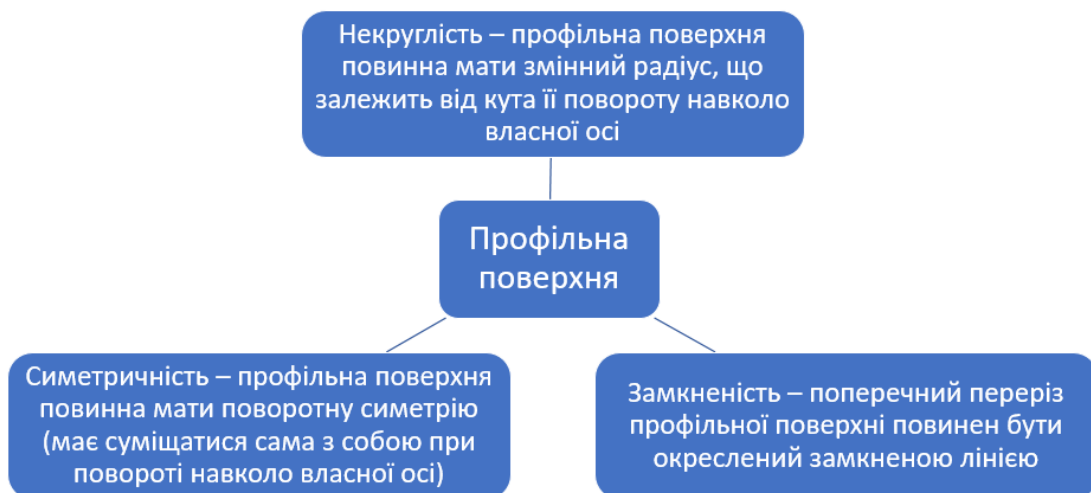 Некруглість – профільна поверхня
повинна мати змінний радіус, що
залежить від кута її повороту навколо
власної осі
Профільна
поверхня
Симетричність – профільна поверхня
повинна мати поворотну симетрію
(має суміщатися сама з собою при
повороті навколо власної осі)
Замкненість – поперечний переріз
профільної поверхні повинен бути
окреслений замкненою лінією